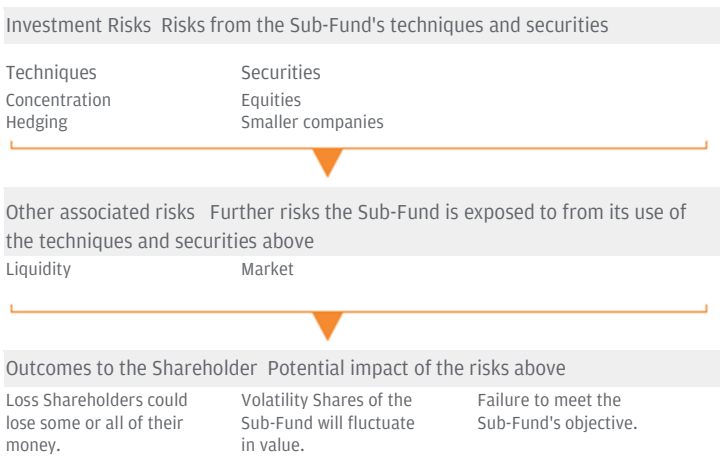 Investment Risks Risks from the Sub-Fund's techniques and securities
Techniques Securities
Concentration Equities
Hedging Smaller companies
Other associated risks Further risks the Sub-Fund is exposed to from its use of
the techniques and securities above
Liquidity Market
Outcomes to the Shareholder Potential impact of the risks above
Loss Shareholders could
lose some or all of their
money.
Volatility Shares of the
Sub-Fund will fluctuate
in value.
Failure to meet the
Sub-Fund's objective.